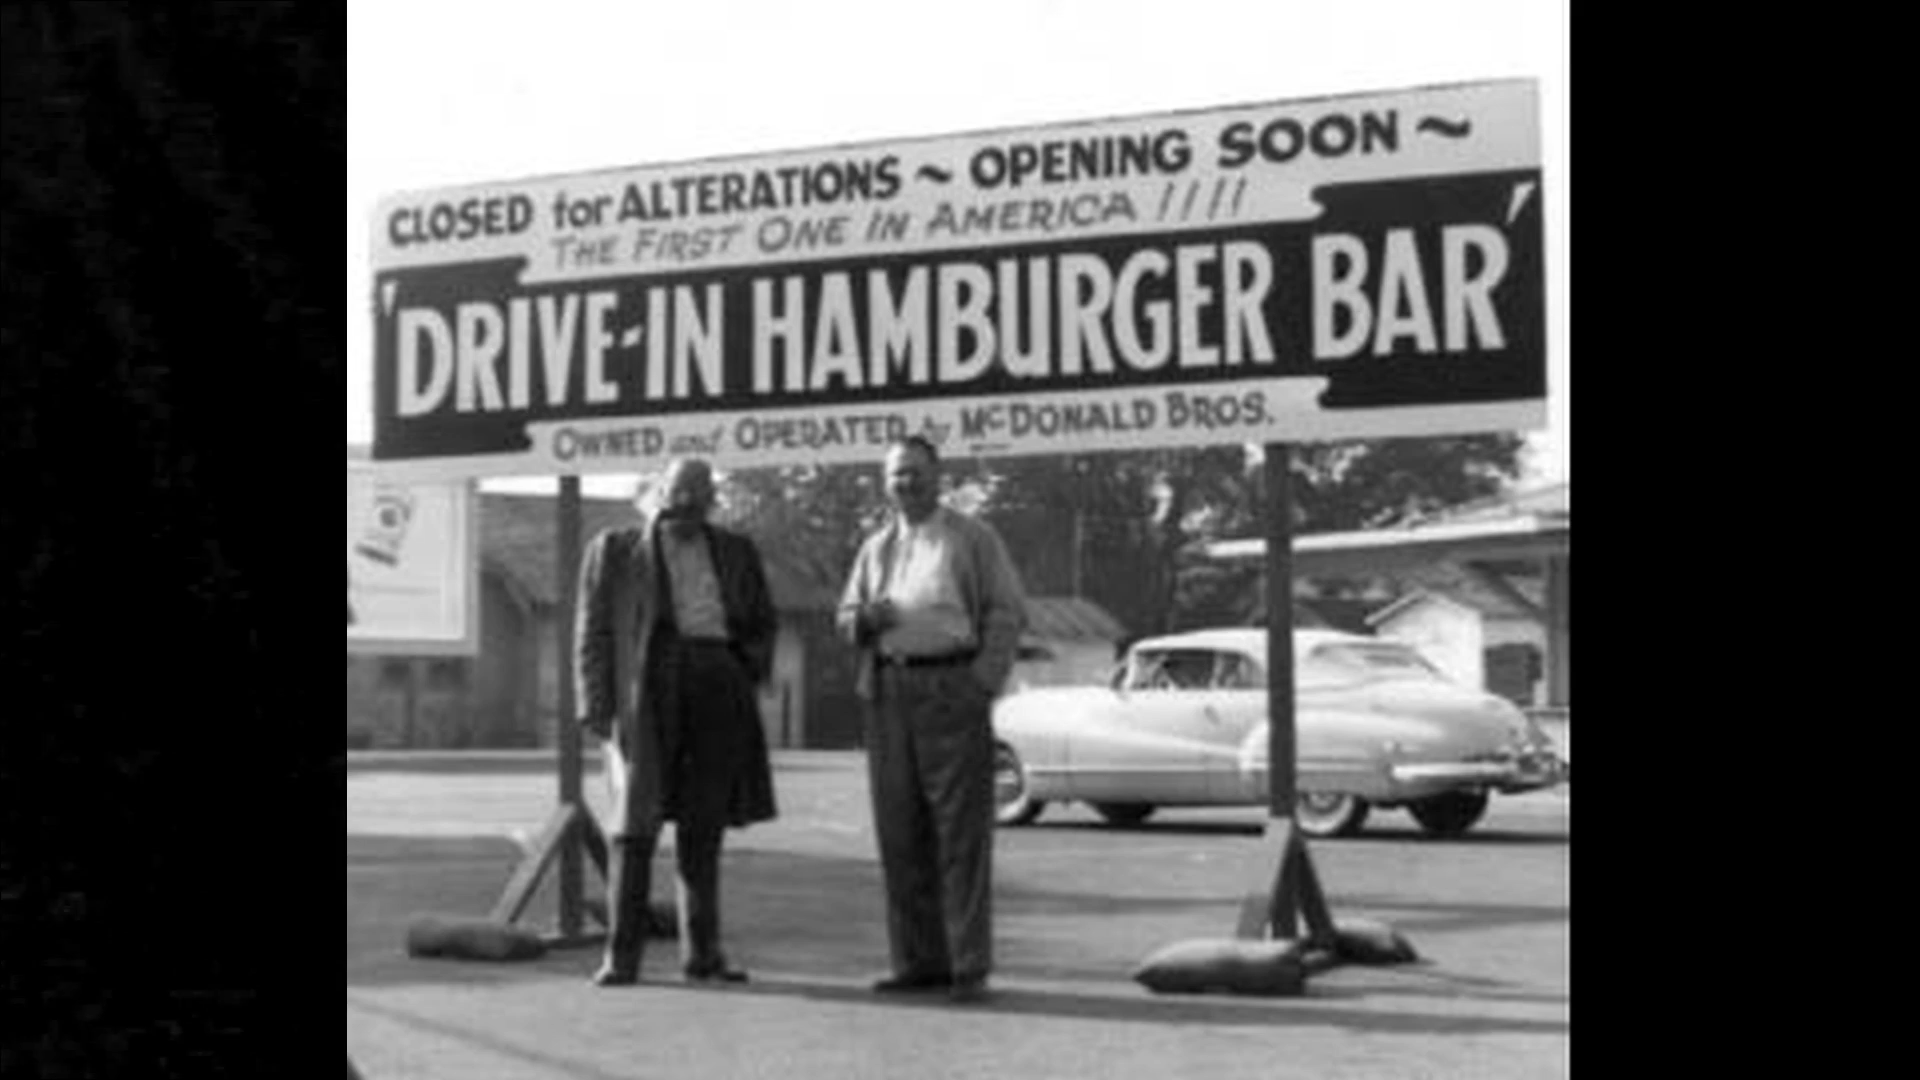 CLOSED for ALTERATIONS ~ OPENING SOON ~
THE FIRST ONE IN AMERICA !!!!
'DRIVE-IN HAMBURGER BAR'
OWNED and OPERATED by McDONALD BROS.